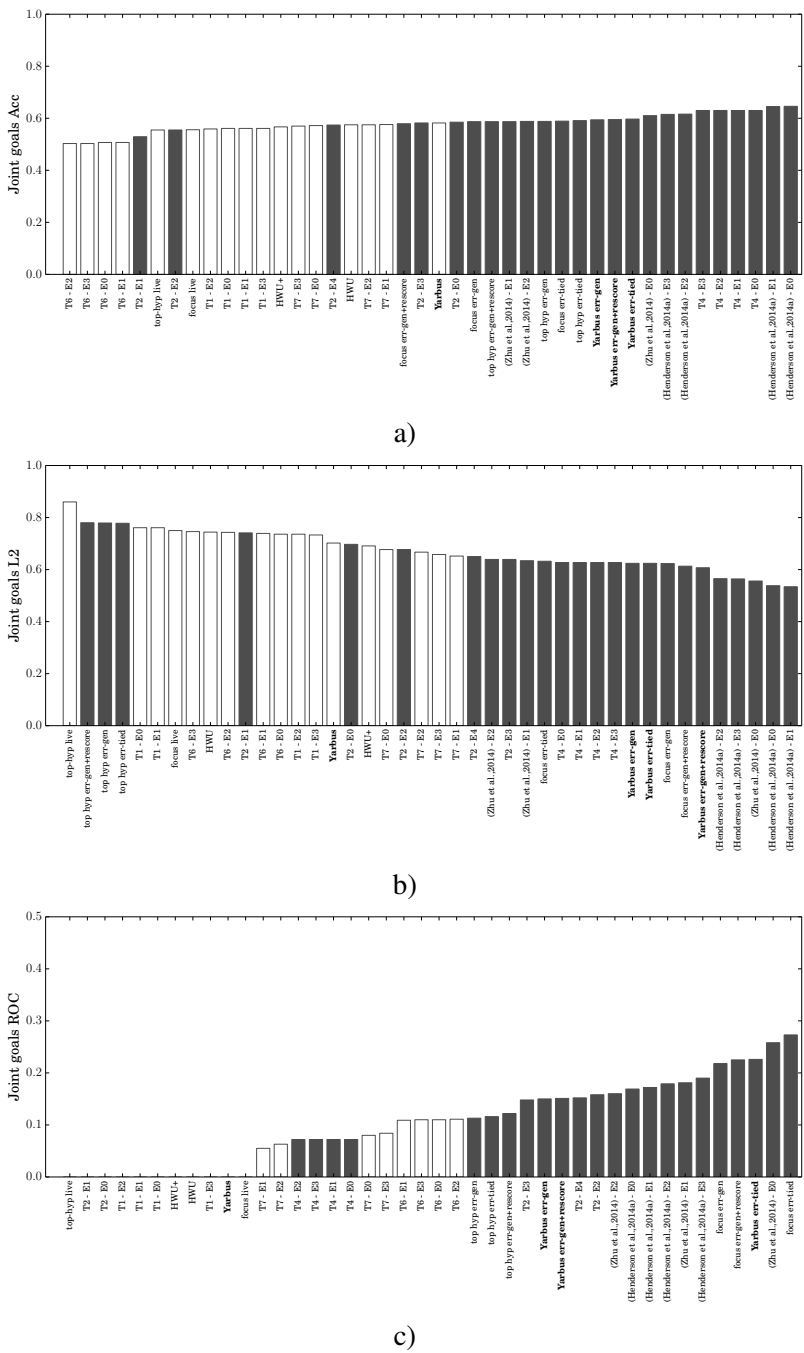 Joint goals Acc
1.0
0.8
0.6
0.4
0.2
0.0
T6 - E2
T6 - E3
T6 - E0
T6 - E1
T2 - E1
top-hyp live
T2 - E2
focus live
T1 - E2
T1 - E0
T1 - E1
T1 - E3
HWU+
T7 - E3
T7 - E0
T2 - E4
HWU
T7 - E2
T7 - E1
focus err-gen+rescore
T2 - E3
Yarbus
T2 - E0
focus err-gen
top hyp err-gen+rescore
(Zhu et al.,2014) - E1
(Zhu et al.,2014) - E2
top hyp err-gen
focus err-tied
top hyp err-tied
Yarbus err-gen
Yarbus err-gen+rescore
Yarbus err-tied
(Zhu et al.,2014) - E0
(Henderson et al.,2014a) - E3
(Henderson et al.,2014a) - E2
T4 - E3
T4 - E2
T4 - E1
T4 - E0
(Henderson et al.,2014a) - E1
(Henderson et al.,2014a) - E0
a)
Joint goals L2
1.0
0.8
0.6
0.4
0.2
0.0
top-hyp live
top hyp err-gen+rescore
top hyp err-gen
top hyp err-tied
T1 - E0
T1 - E1
focus live
T6 - E3
HWU
T6 - E2
T2 - E1
T6 - E1
T6 - E0
T1 - E2
T1 - E3
Yarbus
T2 - E0
HWU+
T7 - E0
T2 - E2
T7 - E2
T7 - E3
T7 - E1
T2 - E4
(Zhu et al.,2014) - E2
T2 - E3
(Zhu et al.,2014) - E1
focus err-tied
T4 - E0
T4 - E1
T4 - E2
T4 - E3
Yarbus err-gen
Yarbus err-tied
focus err-gen
focus err-gen+rescore
Yarbus err-gen+rescore
(Henderson et al.,2014a) - E2
(Henderson et al.,2014a) - E3
(Zhu et al.,2014) - E0
(Henderson et al.,2014a) - E0
(Henderson et al.,2014a) - E1
b)
Joint goals ROC
0.5
0.4
0.3
0.2
0.1
0.0
top-hyp live
T2 - E1
T2 - E0
T1 - E2
T1 - E1
T1 - E0
HWU+
HWU
T1 - E3
Yarbus
focus live
T7 - E1
T7 - E2
T4 - E2
T4 - E3
T4 - E1
T4 - E0
T7 - E0
T7 - E3
T6 - E1
T6 - E3
T6 - E0
T6 - E2
top hyp err-gen
top hyp err-tied
top hyp err-gen+rescore
T2 - E3
Yarbus err-gen
Yarbus err-gen+rescore
T2 - E4
T2 - E2
(Zhu et al.,2014) - E2
(Henderson et al.,2014a) - E0
(Henderson et al.,2014a) - E1
(Henderson et al.,2014a) - E2
(Zhu et al.,2014) - E1
(Henderson et al.,2014a) - E3
focus err-gen
focus err-gen+rescore
Yarbus err-tied
(Zhu et al.,2014) - E0
focus err-tied
c)